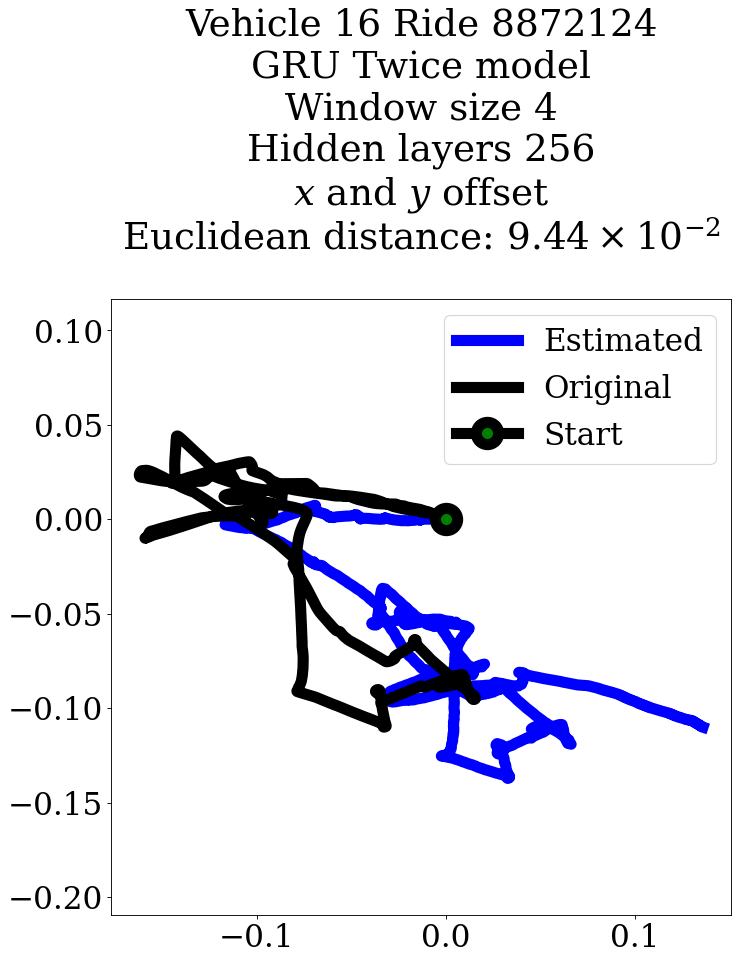 Vehicle 16 Ride 8872124
GRU Twice model
Window size 4
Hidden layers 256
x and y offset
Euclidean distance: 9.44 × 10⁻²
Estimated
Original
Start
0.10
0.05
0.00
−0.05
−0.10
−0.15
−0.20
−0.1
0.0
0.1